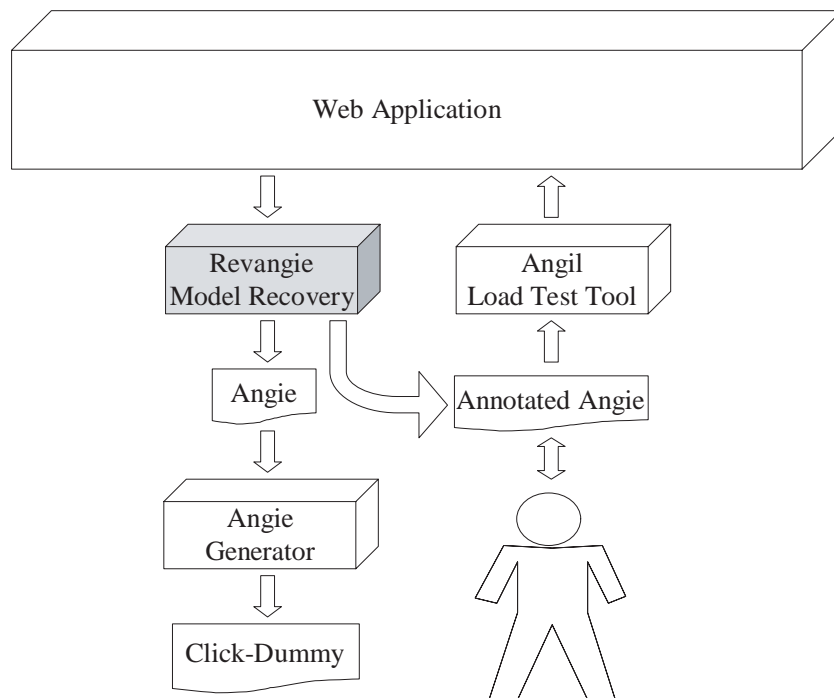 Web Application
Revangie
Model Recovery
Angil
Load Test Tool
Angie
Annotated Angie
Angie
Generator
Click-Dummy